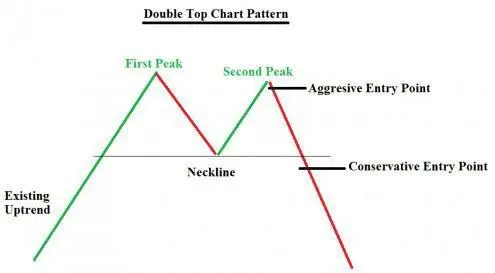 Double Top Chart Pattern
First Peak
Second Peak
Aggresive Entry Point
Neckline
Conservative Entry Point
Existing
Uptrend